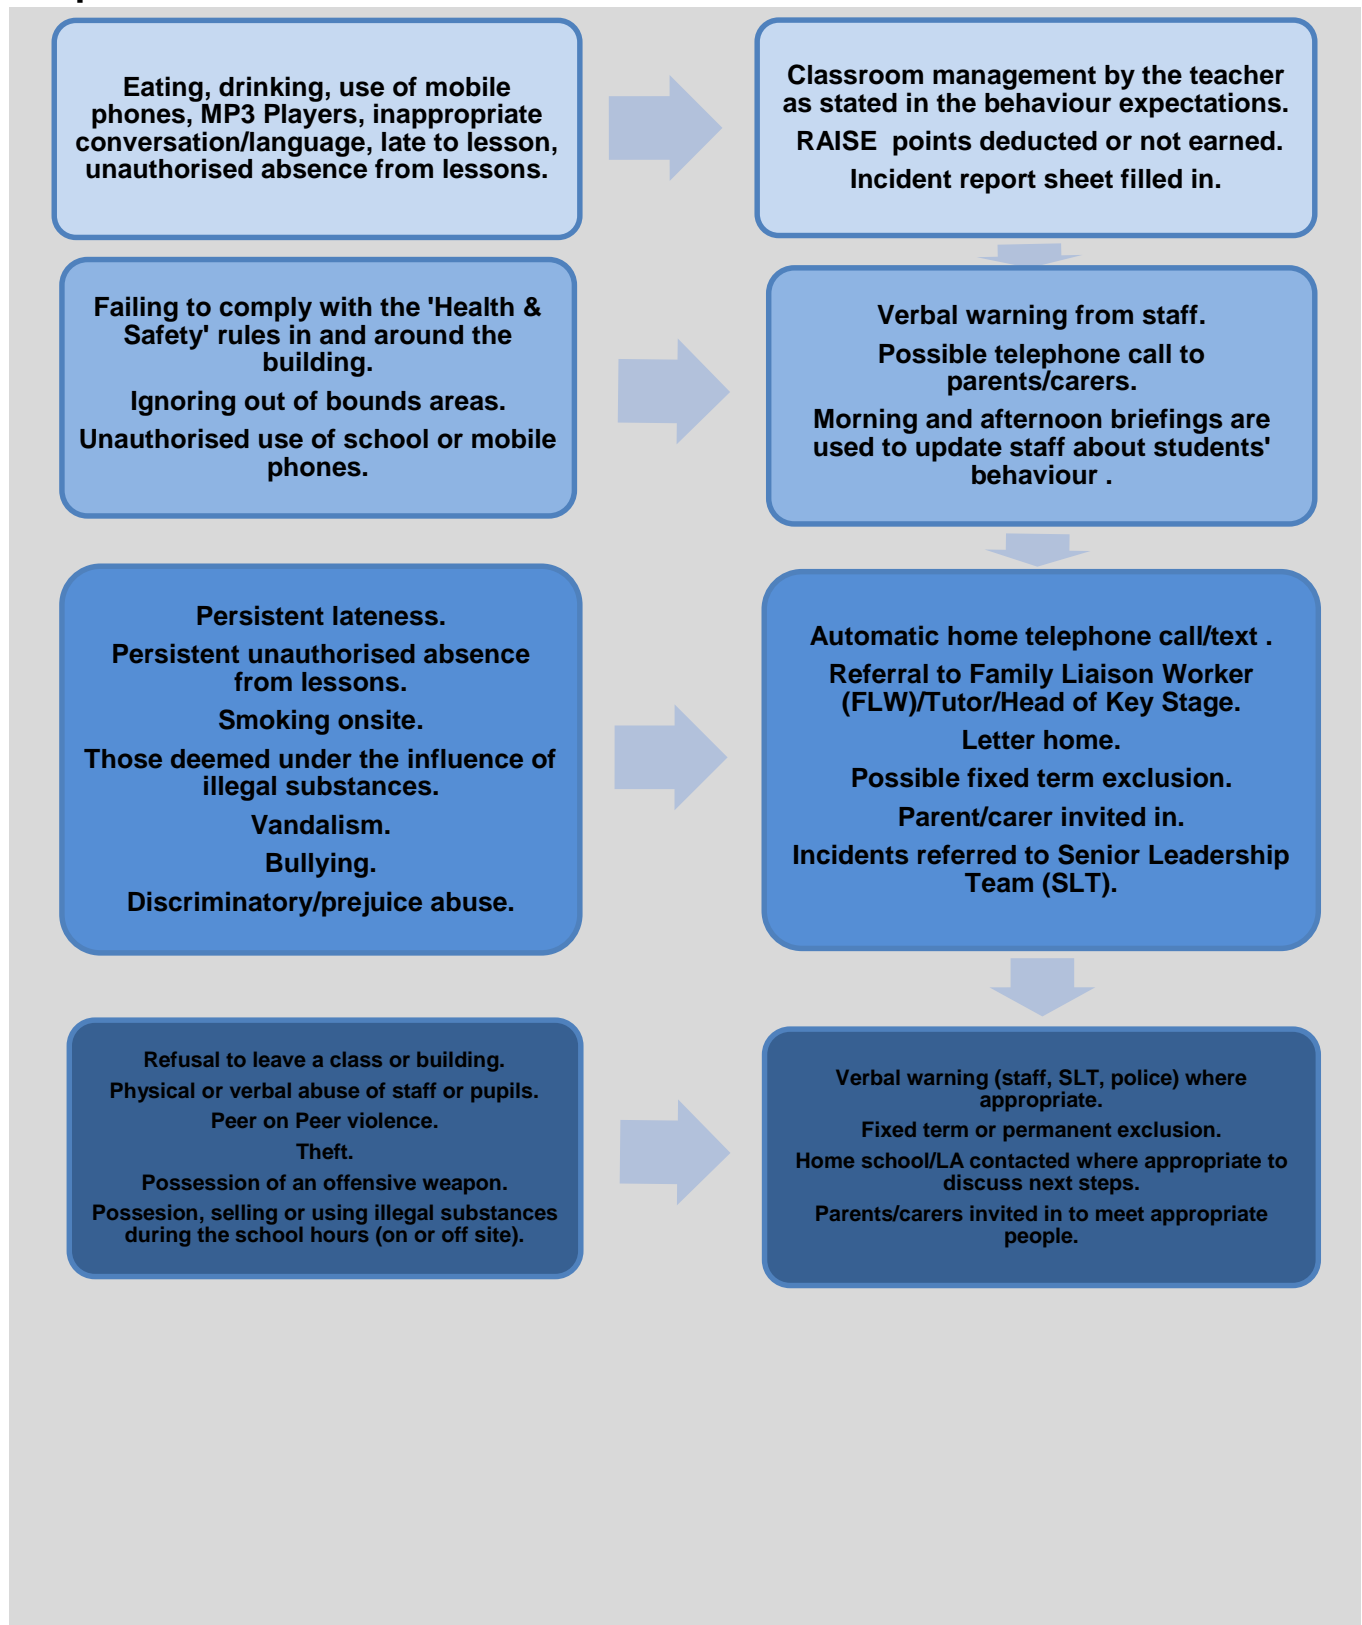 Eating, drinking, use of mobile
phones, MP3 Players, inappropriate
conversation/language, late to lesson,
unauthorised absence from lessons.
Classroom management by the teacher
as stated in the behaviour expectations.
RAISE  points deducted or not earned.
Incident report sheet filled in.
Failing to comply with the 'Health &
Safety' rules in and around the
building.
Ignoring out of bounds areas.
Unauthorised use of school or mobile
phones.
Verbal warning from staff.
Possible telephone call to
parents/carers.
Morning and afternoon briefings are
used to update staff about students'
behaviour .
Persistent lateness.
Persistent unauthorised absence
from lessons.
Smoking onsite.
Those deemed under the influence of
illegal substances.
Vandalism.
Bullying.
Discriminatory/prejuice abuse.
Automatic home telephone call/text .
Referral to Family Liaison Worker
(FLW)/Tutor/Head of Key Stage.
Letter home.
Possible fixed term exclusion.
Parent/carer invited in.
Incidents referred to Senior Leadership
Team (SLT).
Refusal to leave a class or building.
Physical or verbal abuse of staff or pupils.
Peer on Peer violence.
Theft.
Possession of an offensive weapon.
Possesion, selling or using illegal substances
during the school hours (on or off site).
Verbal warning (staff, SLT, police) where
appropriate.
Fixed term or permanent exclusion.
Home school/LA contacted where appropriate to
discuss next steps.
Parents/carers invited in to meet appropriate
people.